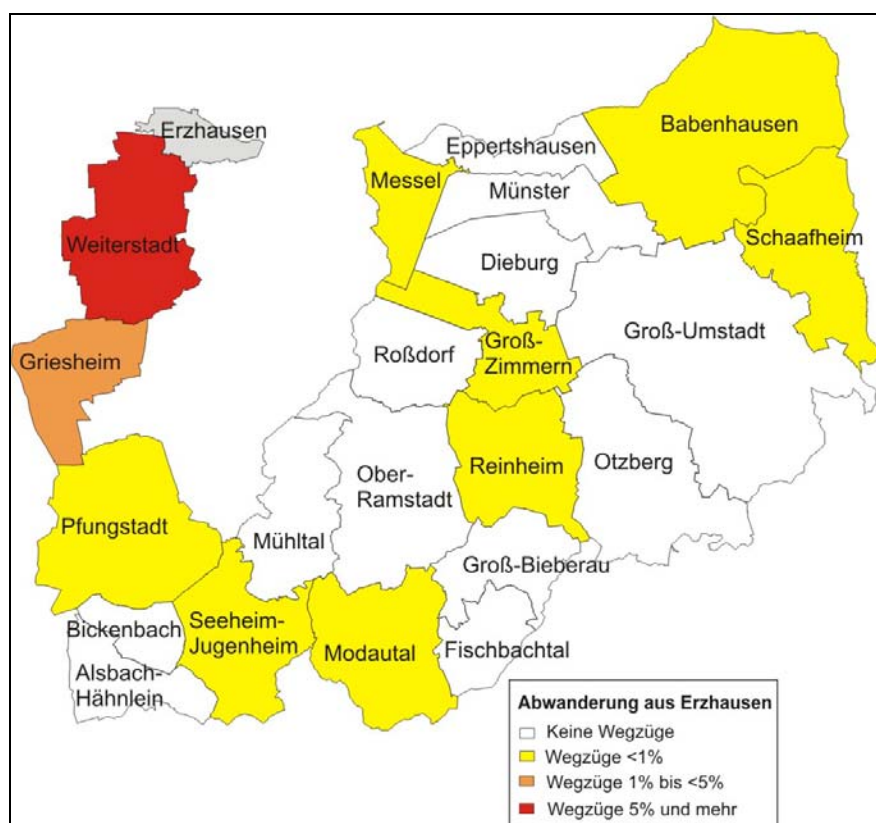 Erzhausen
Babenhausen
Eppertshausen
Messel
Münster
Schaafheim
Weiterstadt
Dieburg
Groß-Umstadt
Griesheim
Roßdorf
Groß-
Zimmern
Reinheim
Otzberg
Ober-
Ramstadt
Pfungstadt
Mühltal
Groß-Bieberau
Bickenbach
Seeheim-
Jugenheim
Modautal
Fischbachtal
Alsbach-
Hähnlein
Abwanderung aus Erzhausen
Keine Wegzüge
Wegzüge <1%
Wegzüge 1% bis <5%
Wegzüge 5% und mehr